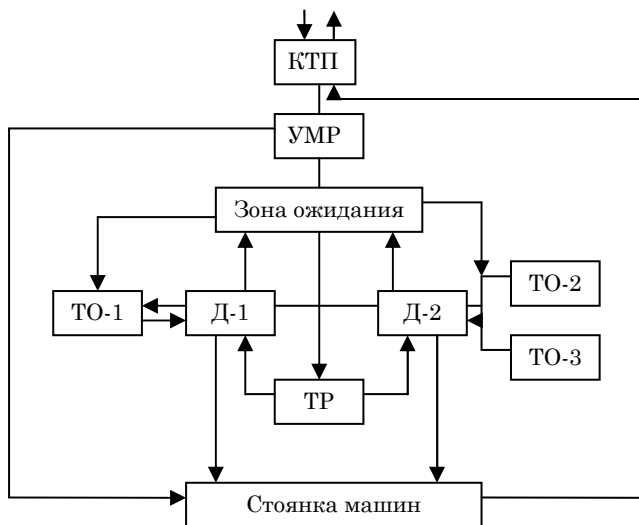 КТП
УМР
Зона ожидания
ТО-1
Д-1
Д-2
ТО-2
ТО-3
ТР
Стоянка машин